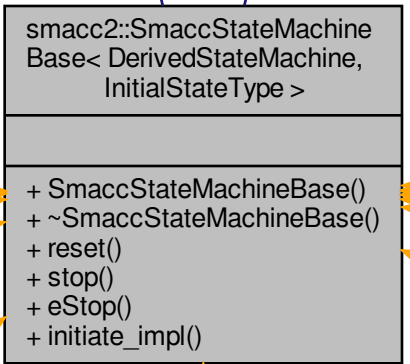 smacc2::SmaccStateMachine
Base< DerivedStateMachine,
InitialStateType >
+ SmaccStateMachineBase()
+ ~SmaccStateMachineBase()
+ reset()
+ stop()
+ eStop()
+ initiate_impl()